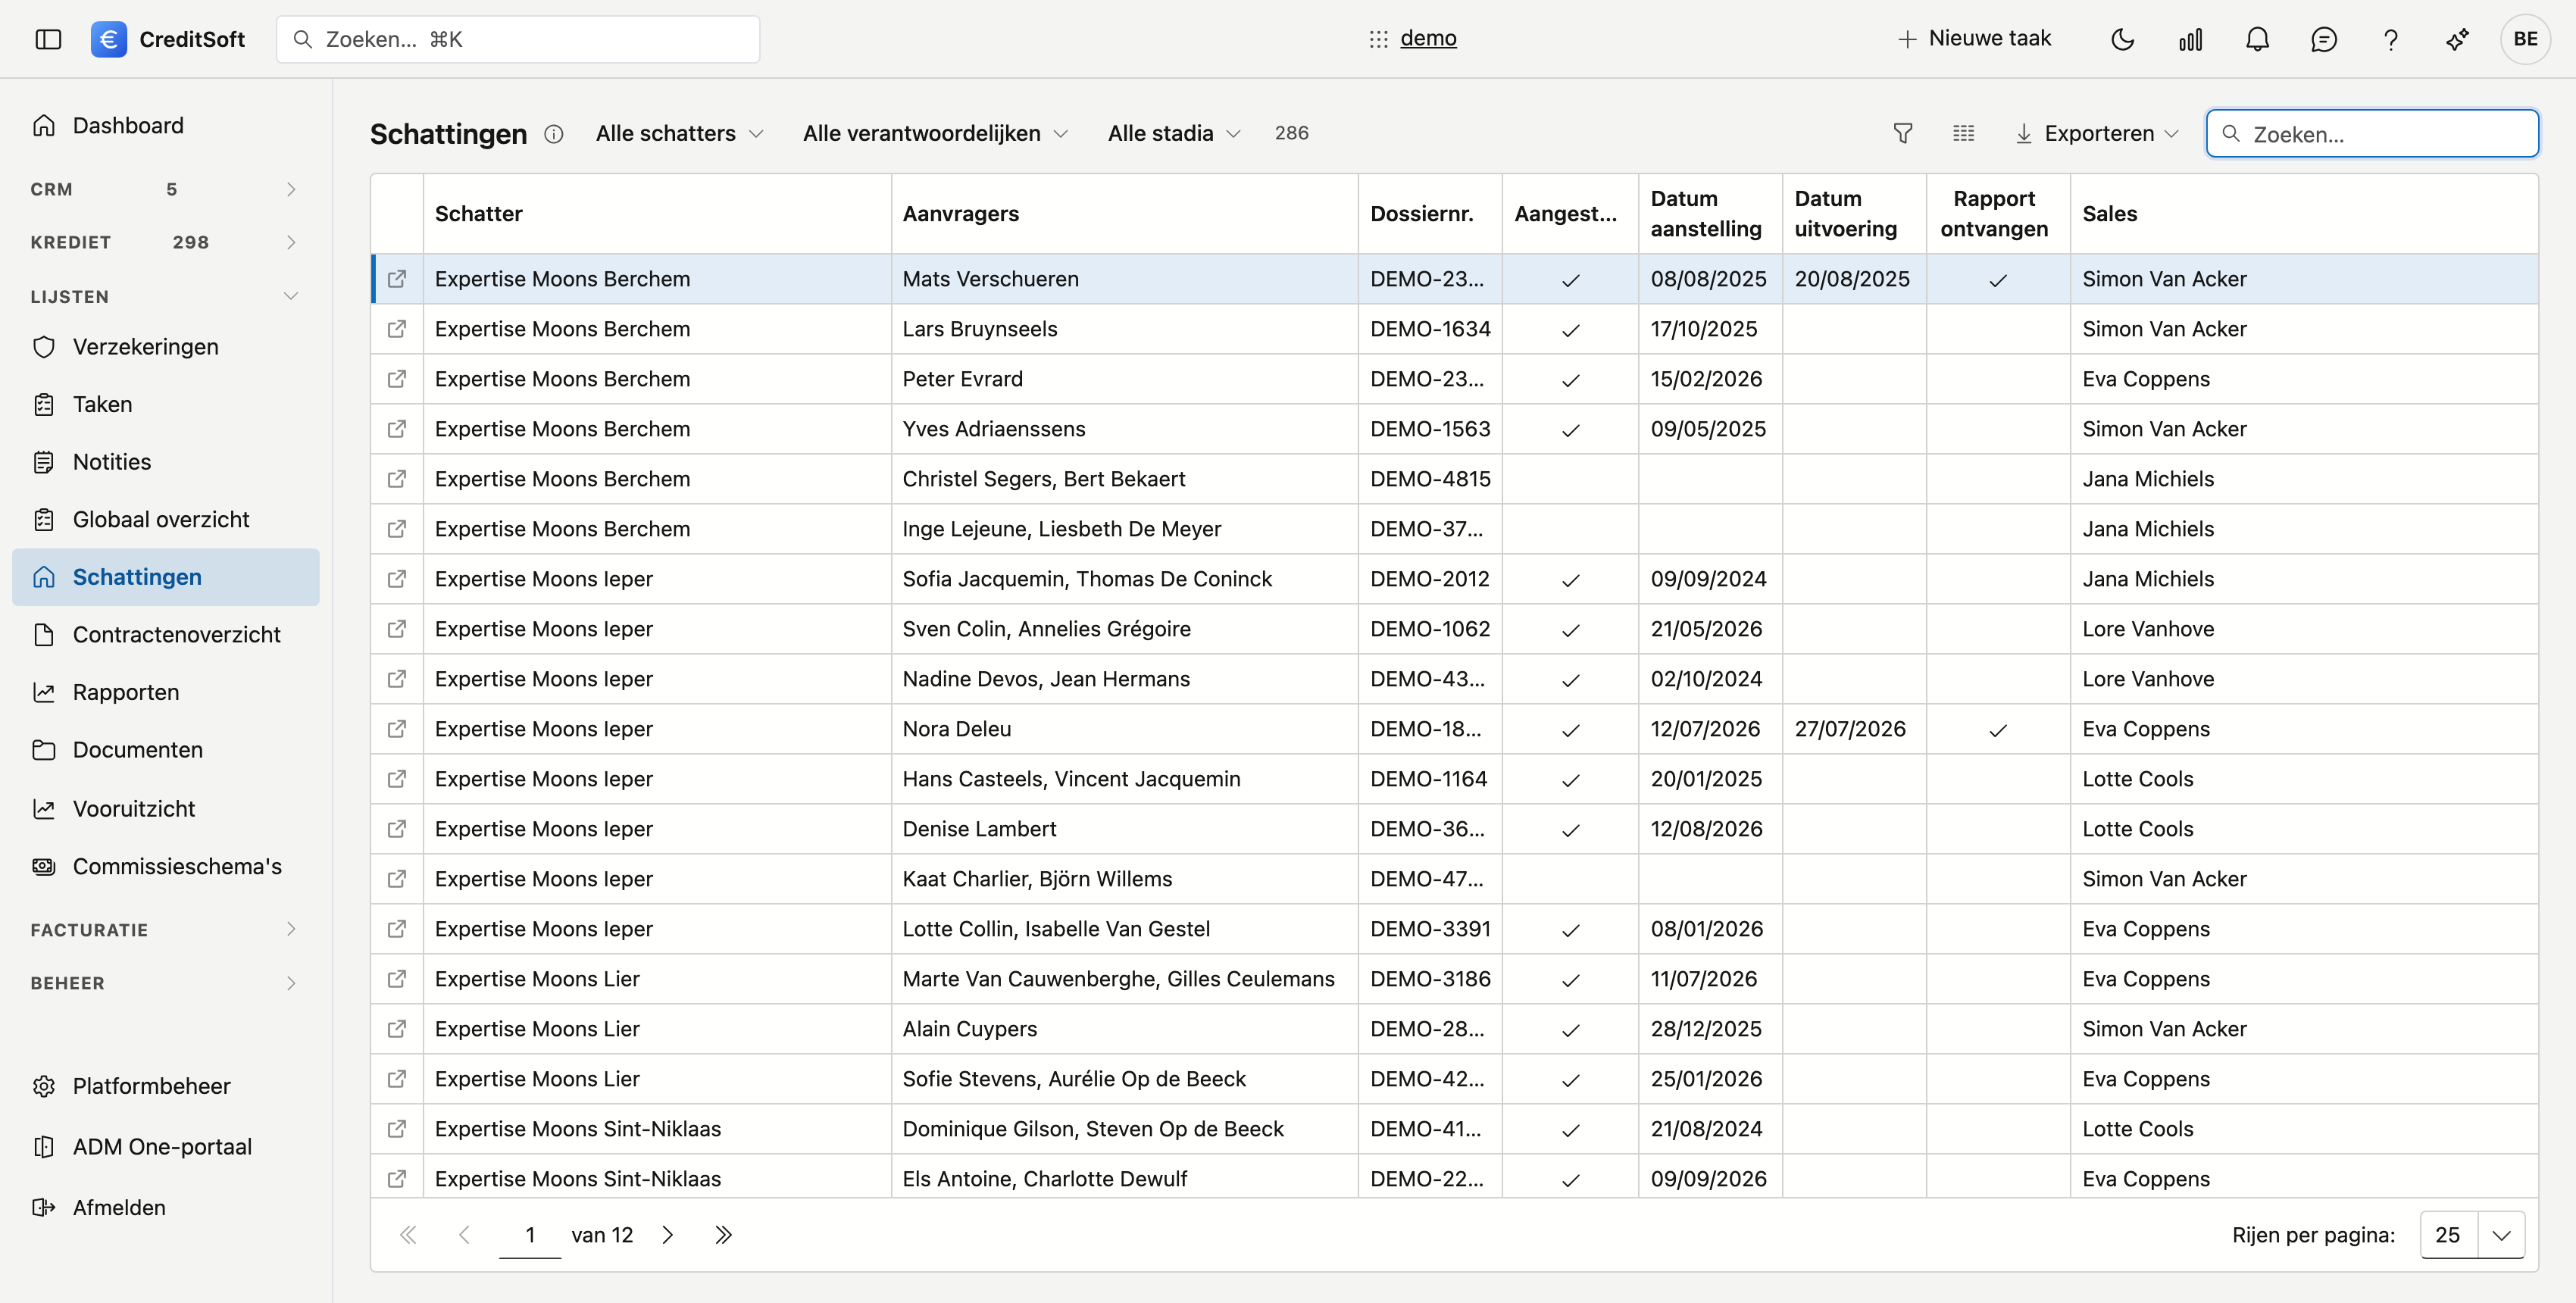 CreditSoft
Zoeken... ⌘K
demo
Nieuwe taak
BE
Dashboard
CRM 5
KREDIET 298
LIJSTEN
Verzekeringen
Taken
Notities
Globaal overzicht
Schattingen
Contractenoverzicht
Rapporten
Documenten
Vooruitzicht
Commissieschema's
FACTURATIE
BEHEER
Platformbeheer
ADM One-portaal
Afmelden
Schattingen Alle schatters Alle verantwoordelijken Alle stadia 286 Exporteren Zoeken...
Schatter Aanvragers Dossiernr. Aangest... Datum aanstelling Datum uitvoering Rapport ontvangen Sales
Expertise Moons Berchem Mats Verschueren DEMO-23... ✓ 08/08/2025 20/08/2025 ✓ Simon Van Acker
Expertise Moons Berchem Lars Bruynseels DEMO-1634 ✓ 17/10/2025 Simon Van Acker
Expertise Moons Berchem Peter Evrard DEMO-23... ✓ 15/02/2026 Eva Coppens
Expertise Moons Berchem Yves Adriaenssens DEMO-1563 ✓ 09/05/2025 Simon Van Acker
Expertise Moons Berchem Christel Segers, Bert Bekaert DEMO-4815 Jana Michiels
Expertise Moons Berchem Inge Lejeune, Liesbeth De Meyer DEMO-37... Jana Michiels
Expertise Moons Ieper Sofia Jacquemin, Thomas De Coninck DEMO-2012 ✓ 09/09/2024 Jana Michiels
Expertise Moons Ieper Sven Colin, Annelies Grégoire DEMO-1062 ✓ 21/05/2026 Lore Vanhove
Expertise Moons Ieper Nadine Devos, Jean Hermans DEMO-43... ✓ 02/10/2024 Lore Vanhove
Expertise Moons Ieper Nora Deleu DEMO-18... ✓ 12/07/2026 27/07/2026 ✓ Eva Coppens
Expertise Moons Ieper Hans Casteels, Vincent Jacquemin DEMO-1164 ✓ 20/01/2025 Lotte Cools
Expertise Moons Ieper Denise Lambert DEMO-36... ✓ 12/08/2026 Lotte Cools
Expertise Moons Ieper Kaat Charlier, Björn Willems DEMO-47... Simon Van Acker
Expertise Moons Ieper Lotte Collin, Isabelle Van Gestel DEMO-3391 ✓ 08/01/2026 Eva Coppens
Expertise Moons Lier Marte Van Cauwenberghe, Gilles Ceulemans DEMO-3186 ✓ 11/07/2026 Eva Coppens
Expertise Moons Lier Alain Cuypers DEMO-28... ✓ 28/12/2025 Simon Van Acker
Expertise Moons Lier Sofie Stevens, Aurélie Op de Beeck DEMO-42... ✓ 25/01/2026 Eva Coppens
Expertise Moons Sint-Niklaas Dominique Gilson, Steven Op de Beeck DEMO-41... ✓ 21/08/2024 Lotte Cools
Expertise Moons Sint-Niklaas Els Antoine, Charlotte Dewulf DEMO-22... ✓ 09/09/2026 Eva Coppens
1 van 12 Rijen per pagina: 25